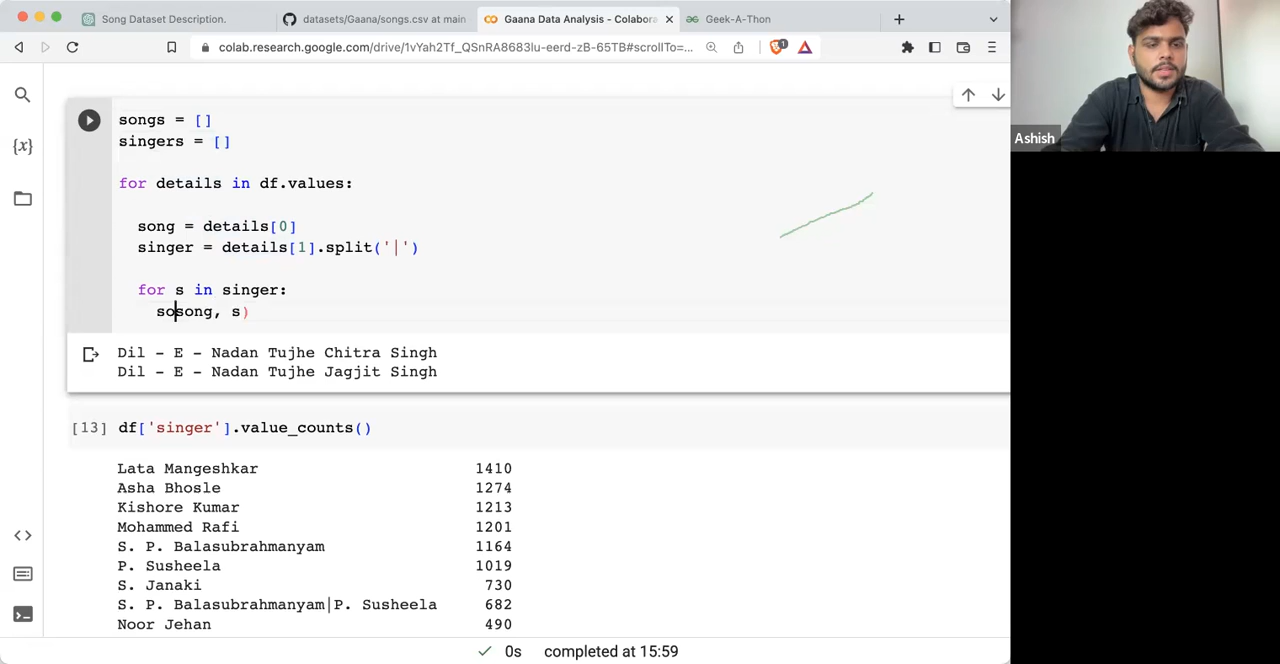 Song Dataset Description.
datasets/Gaana/songs.csv at main
Gaana Data Analysis - Colabora
Geek-A-Thon
colab.research.google.com/drive/1vYah2Tf_QSnRA8683lu-eerd-zB-65TB#scrollTo=...
1
Ashish
{x}
songs = []
singers = []
for details in df.values:
song = details[0]
singer = details[1].split('|')
for s in singer:
sosong, s)
Dil - E - Nadan Tujhe Chitra Singh
Dil - E - Nadan Tujhe Jagjit Singh
[13] df['singer'].value_counts()
Lata Mangeshkar 1410
Asha Bhosle 1274
Kishore Kumar 1213
Mohammed Rafi 1201
S. P. Balasubrahmanyam 1164
P. Susheela 1019
S. Janaki 730
S. P. Balasubrahmanyam|P. Susheela 682
Noor Jehan 490
0s completed at 15:59